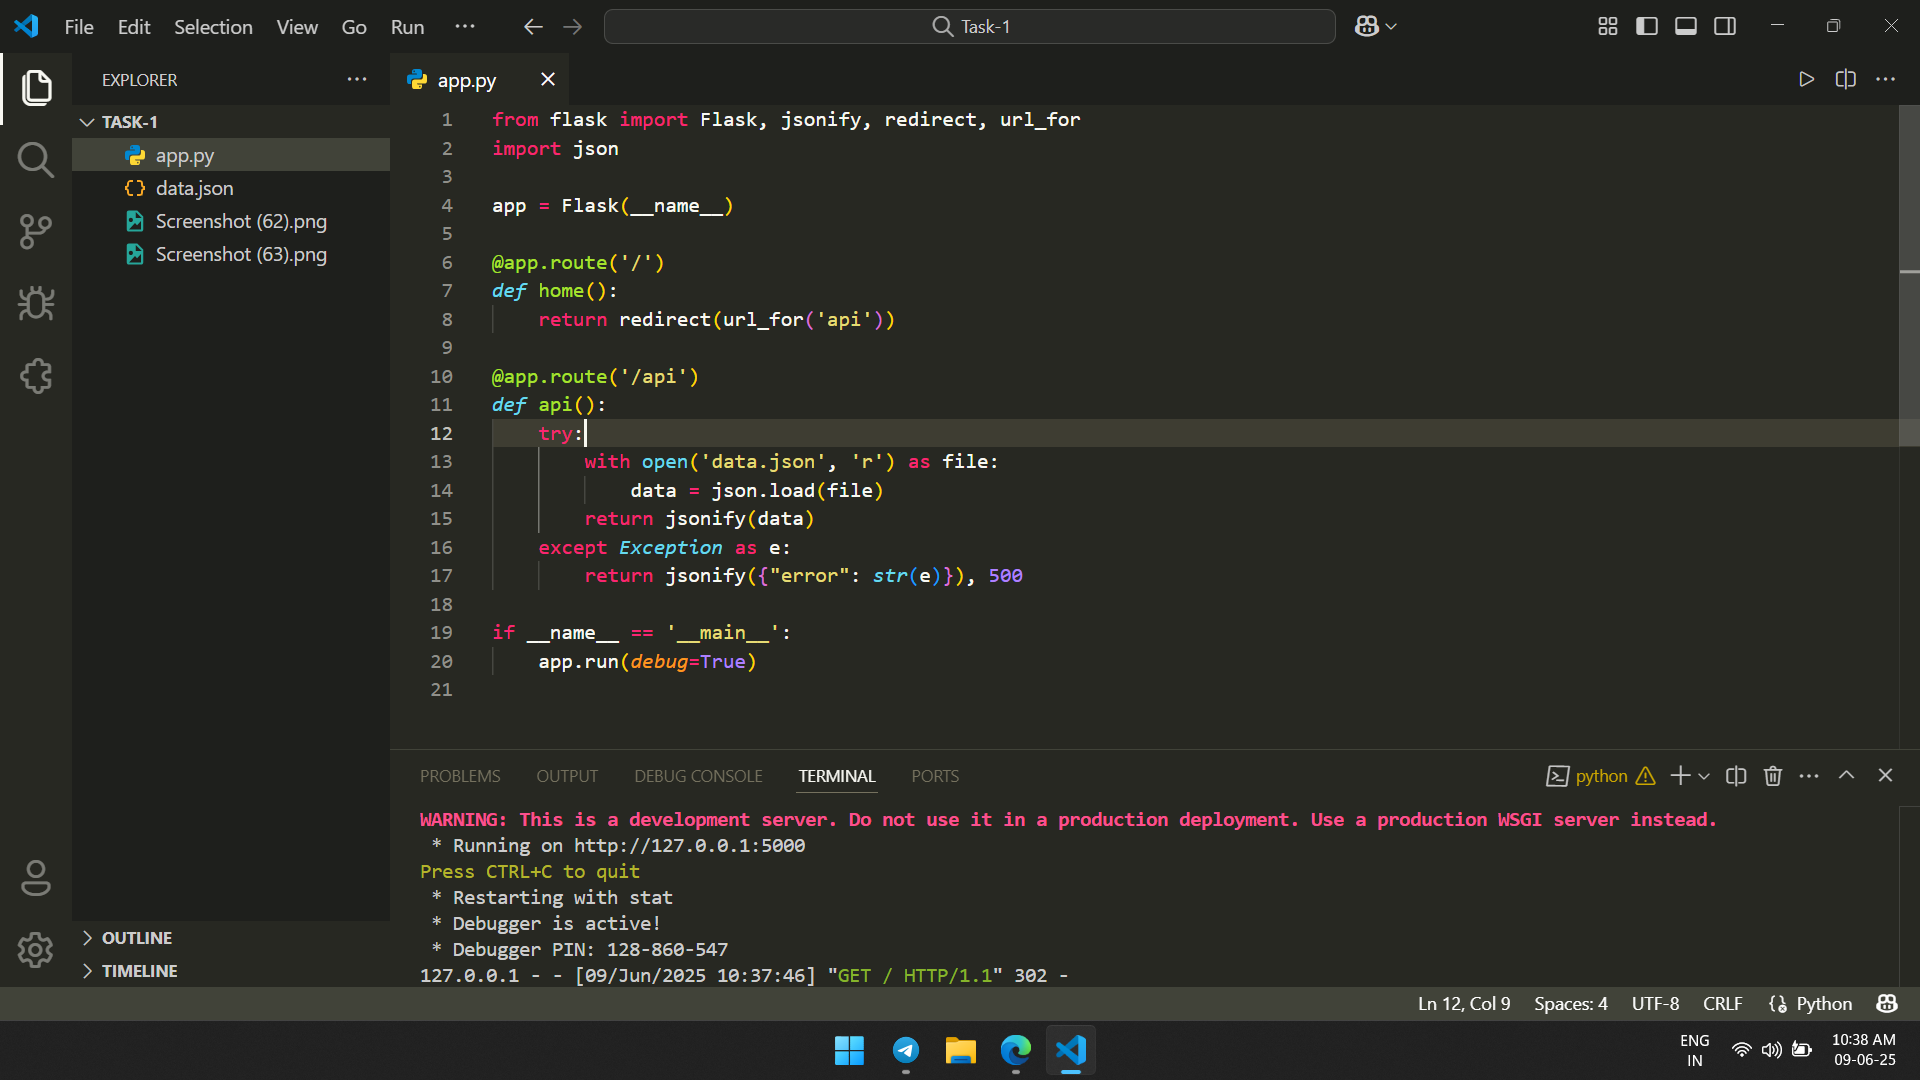 File Edit Selection View Go Run ··· Task-1
EXPLORER ···
TASK-1
app.py
data.json
Screenshot (62).png
Screenshot (63).png
OUTLINE
TIMELINE
app.py
1 from flask import Flask, jsonify, redirect, url_for
2 import json
3
4 app = Flask(__name__)
5
6 @app.route('/')
7 def home():
8 return redirect(url_for('api'))
9
10 @app.route('/api')
11 def api():
12 try:
13 with open('data.json', 'r') as file:
14 data = json.load(file)
15 return jsonify(data)
16 except Exception as e:
17 return jsonify({"error": str(e)}), 500
18
19 if __name__ == '__main__':
20 app.run(debug=True)
21
PROBLEMS OUTPUT DEBUG CONSOLE TERMINAL PORTS python
WARNING: This is a development server. Do not use it in a production deployment. Use a production WSGI server instead.
* Running on http://127.0.0.1:5000
Press CTRL+C to quit
* Restarting with stat
* Debugger is active!
* Debugger PIN: 128-860-547
127.0.0.1 - - [09/Jun/2025 10:37:46] "GET / HTTP/1.1" 302 -
Ln 12, Col 9 Spaces: 4 UTF-8 CRLF Python
ENG
IN
10:38 AM
09-06-25